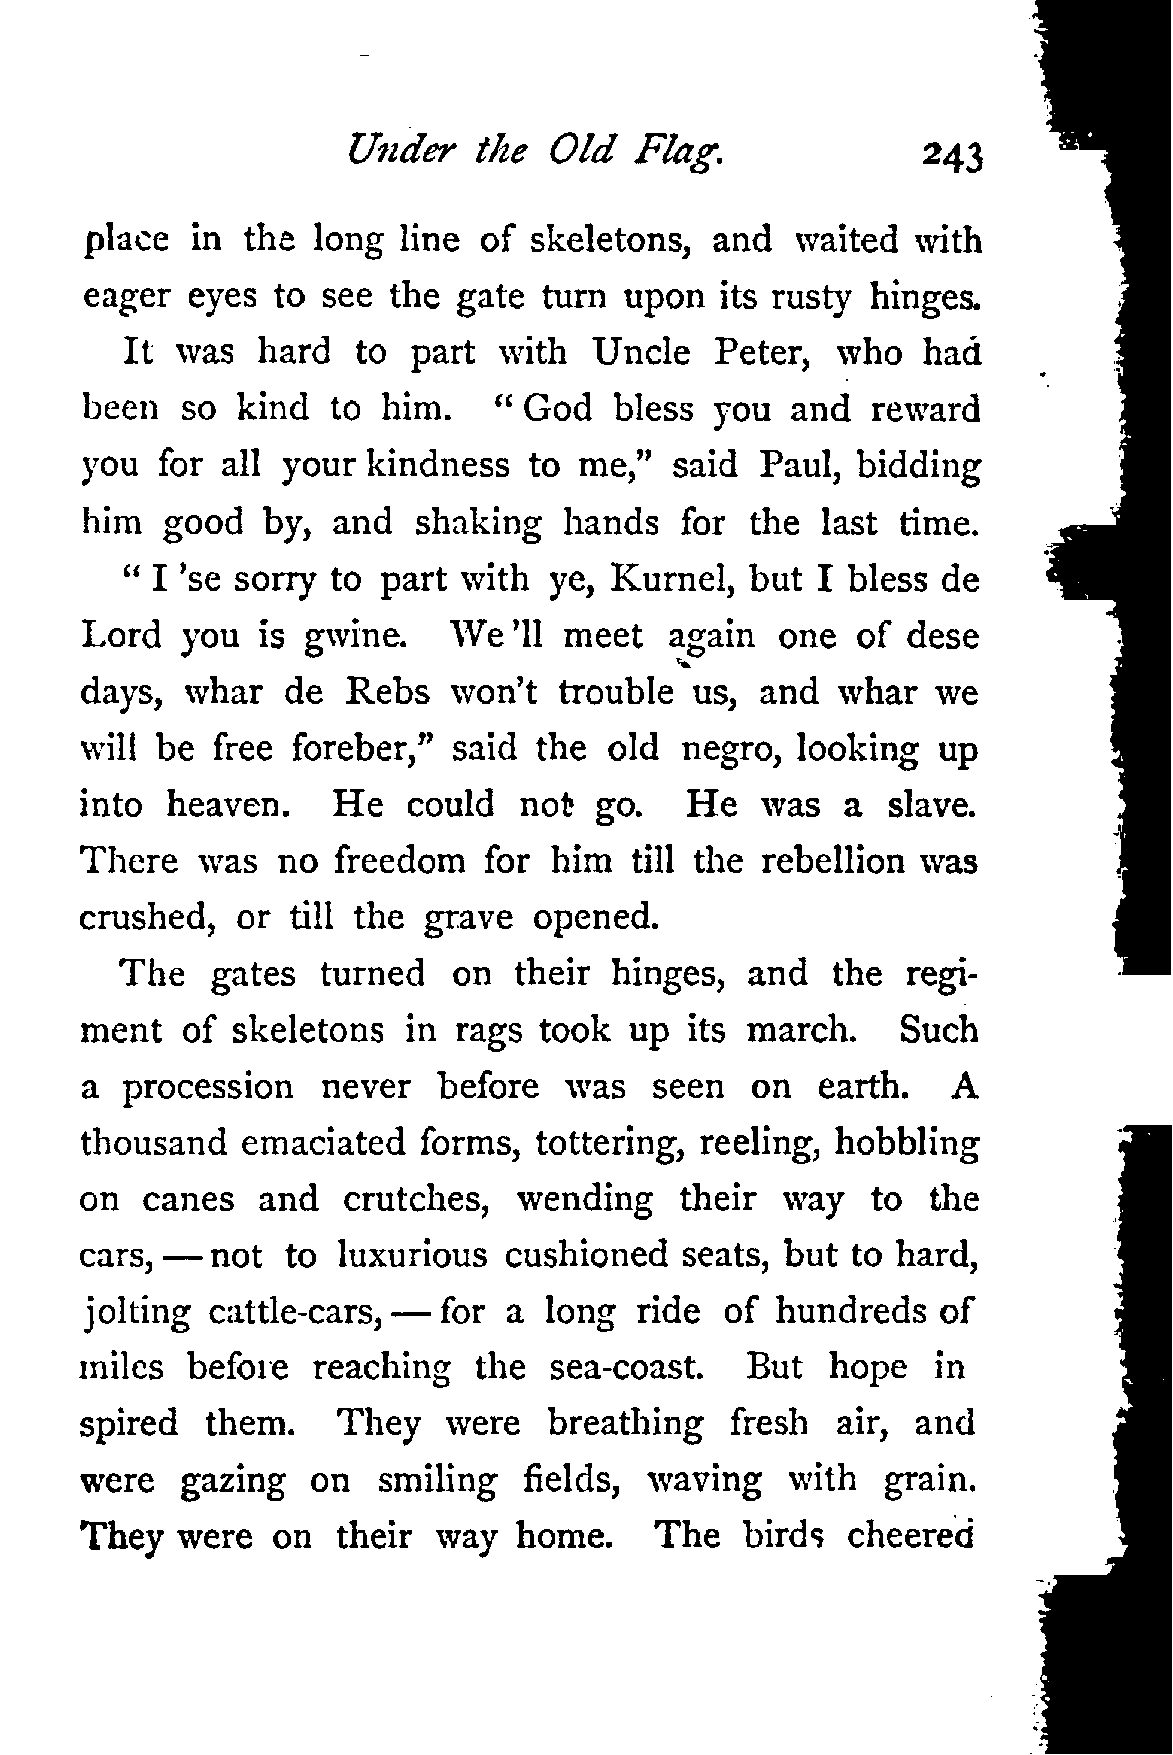 Under the Old Flag. 243
place in the long line of skeletons, and waited with
eager eyes to see the gate turn upon its rusty hinges.
It was hard to part with Uncle Peter, who had
been so kind to him. “ God bless you and reward
you for all your kindness to me,” said Paul, bidding
him good by, and shaking hands for the last time.
“ I 'se sorry to part with ye, Kurnel, but I bless de
Lord you is gwine. We 'll meet again one of dese
days, whar de Rebs won't trouble us, and whar we
will be free foreber,” said the old negro, looking up
into heaven. He could not go. He was a slave.
There was no freedom for him till the rebellion was
crushed, or till the grave opened.
The gates turned on their hinges, and the regi-
ment of skeletons in rags took up its march. Such
a procession never before was seen on earth. A
thousand emaciated forms, tottering, reeling, hobbling
on canes and crutches, wending their way to the
cars, — not to luxurious cushioned seats, but to hard,
jolting cattle-cars, — for a long ride of hundreds of
miles before reaching the sea-coast. But hope in
spired them. They were breathing fresh air, and
were gazing on smiling fields, waving with grain.
They were on their way home. The birds cheered